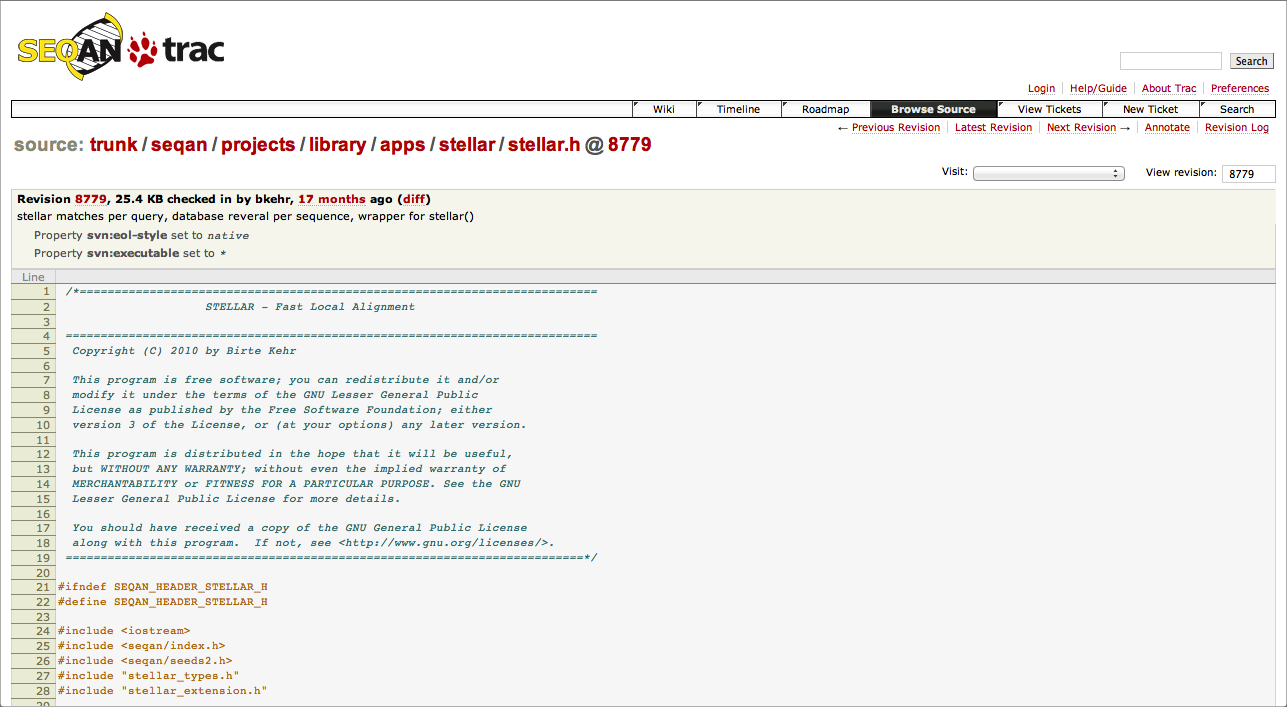 SEQAN trac
Search
Login Help/Guide About Trac Preferences
Wiki Timeline Roadmap Browse Source View Tickets New Ticket Search
← Previous Revision Latest Revision Next Revision → Annotate Revision Log
source: trunk / seqan / projects / library / apps / stellar / stellar.h @ 8779
Visit: View revision: 8779
Revision 8779, 25.4 KB checked in by bkehr, 17 months ago (diff)
stellar matches per query, database reveral per sequence, wrapper for stellar()
Property svn:eol-style set to native
Property svn:executable set to *
Line
1 /*==========================================================================
2 STELLAR - Fast Local Alignment
3
4 ============================================================================
5 Copyright (C) 2010 by Birte Kehr
6
7 This program is free software; you can redistribute it and/or
8 modify it under the terms of the GNU Lesser General Public
9 License as published by the Free Software Foundation; either
10 version 3 of the License, or (at your options) any later version.
11
12 This program is distributed in the hope that it will be useful,
13 but WITHOUT ANY WARRANTY; without even the implied warranty of
14 MERCHANTABILITY or FITNESS FOR A PARTICULAR PURPOSE. See the GNU
15 Lesser General Public License for more details.
16
17 You should have received a copy of the GNU General Public License
18 along with this program.  If not, see <http://www.gnu.org/licenses/>.
19 ==========================================================================*/
20
21 #ifndef SEQAN_HEADER_STELLAR_H
22 #define SEQAN_HEADER_STELLAR_H
23
24 #include <iostream>
25 #include <seqan/index.h>
26 #include <seqan/seeds2.h>
27 #include "stellar_types.h"
28 #include "stellar_extension.h"
29